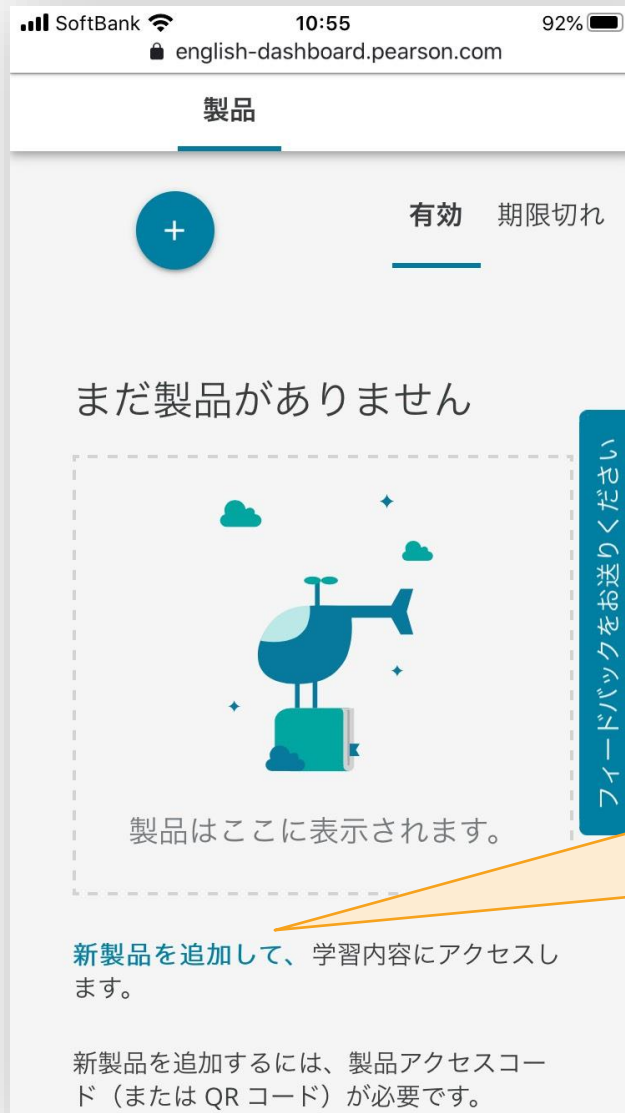 SoftBank 10:55 92%
english-dashboard.pearson.com
製品
+
有効 期限切れ
まだ製品がありません
フィードバックをお送りください
製品はここに表示されます。
新製品を追加して、学習内容にアクセスし
ます。
新製品を追加するには、製品アクセスコー
ド（または QR コード）が必要です。